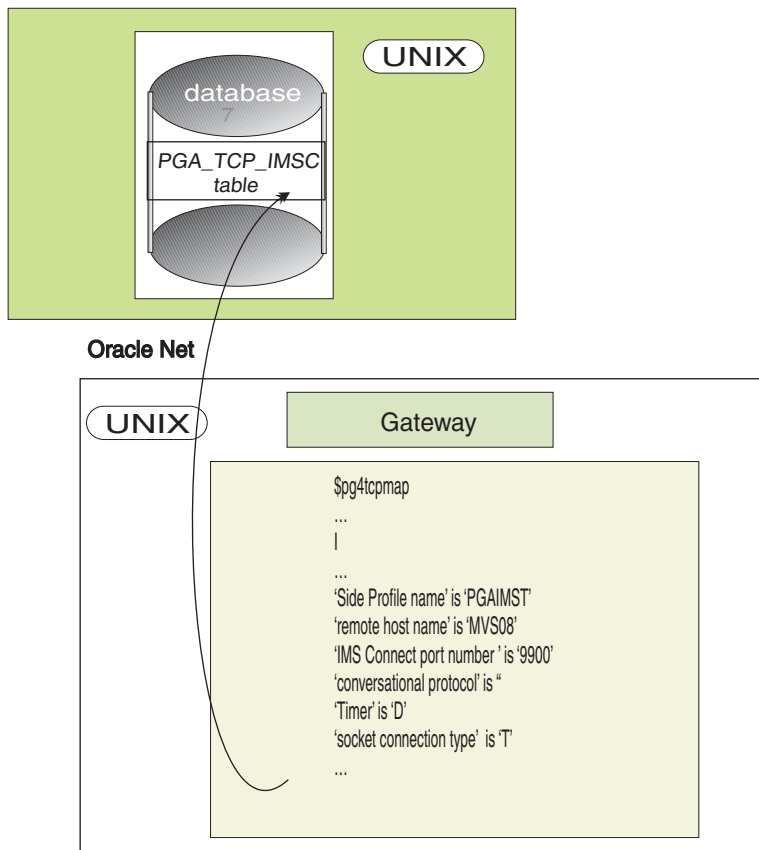 UNIX
database
7
PGA_TCP_IMSC
table
Oracle Net
UNIX
Gateway
$pg4tcpmap
...
I
...
‘Side Profile name’ is ‘PGAIMST’
‘remote host name’ is ‘MVS08’
‘IMS Connect port number ’ is ‘9900’
‘conversational protocol’ is “
‘Timer’ is ‘D’
‘socket connection type’  is ‘T’
...